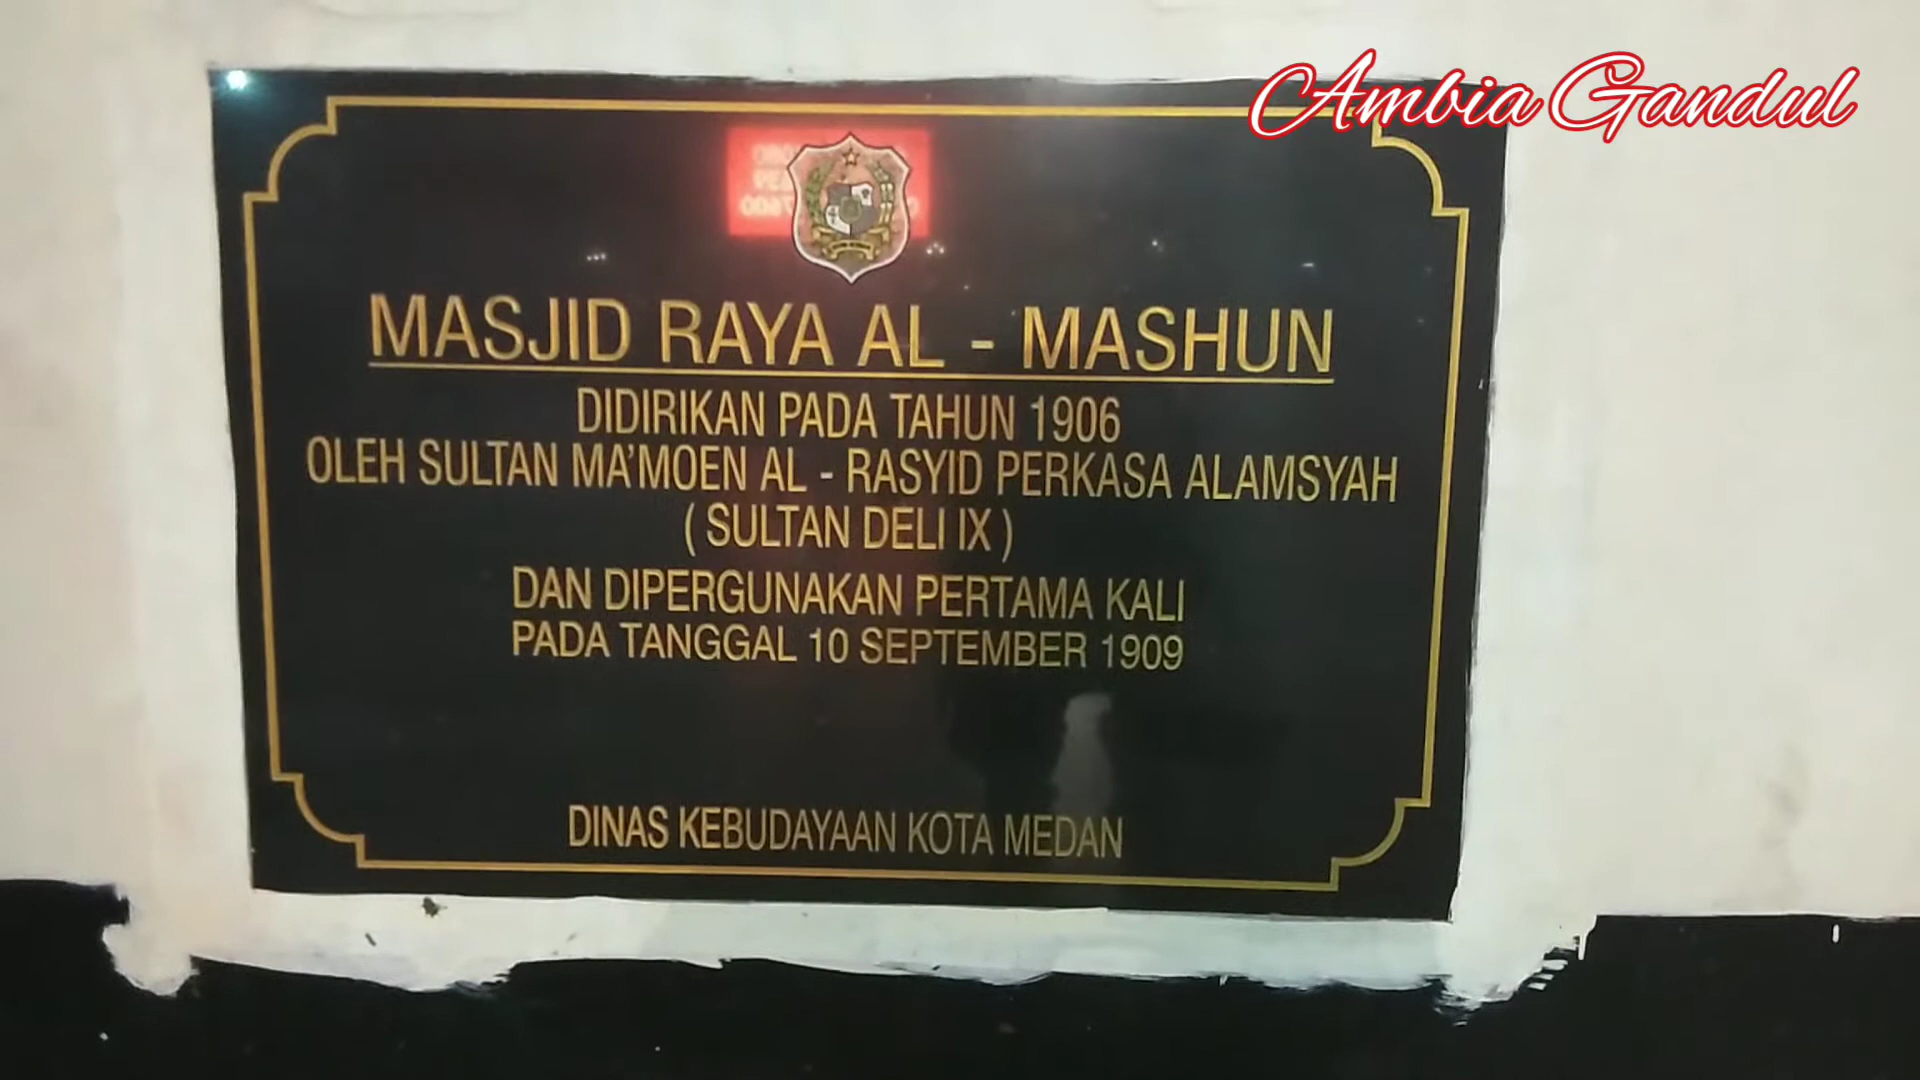 Ambia Gandul
MASJID RAYA AL - MASHUN
DIDIRIKAN PADA TAHUN 1906
OLEH SULTAN MA'MOEN AL - RASYID PERKASA ALAMSYAH
( SULTAN DELI IX )
DAN DIPERGUNAKAN PERTAMA KALI
PADA TANGGAL 10 SEPTEMBER 1909
DINAS KEBUDAYAAN KOTA MEDAN